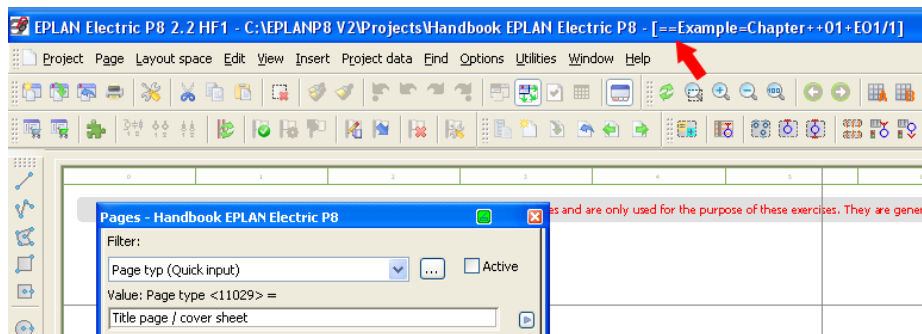 EPLAN Electric P8 2.2 HF1 - C:\EPLANP8 V2\Projects\Handbook EPLAN Electric P8 - [==Example=Chapter++01+EO1/1]
Project Page Layout space Edit View Insert Project data Find Options Utilities Window Help
0 1 2 3 4 5
es and are only used for the purpose of these exercises. They are gener
Pages - Handbook EPLAN Electric P8
Filter:
Page typ (Quick input) ... Active
Value: Page type <11029> =
Title page / cover sheet